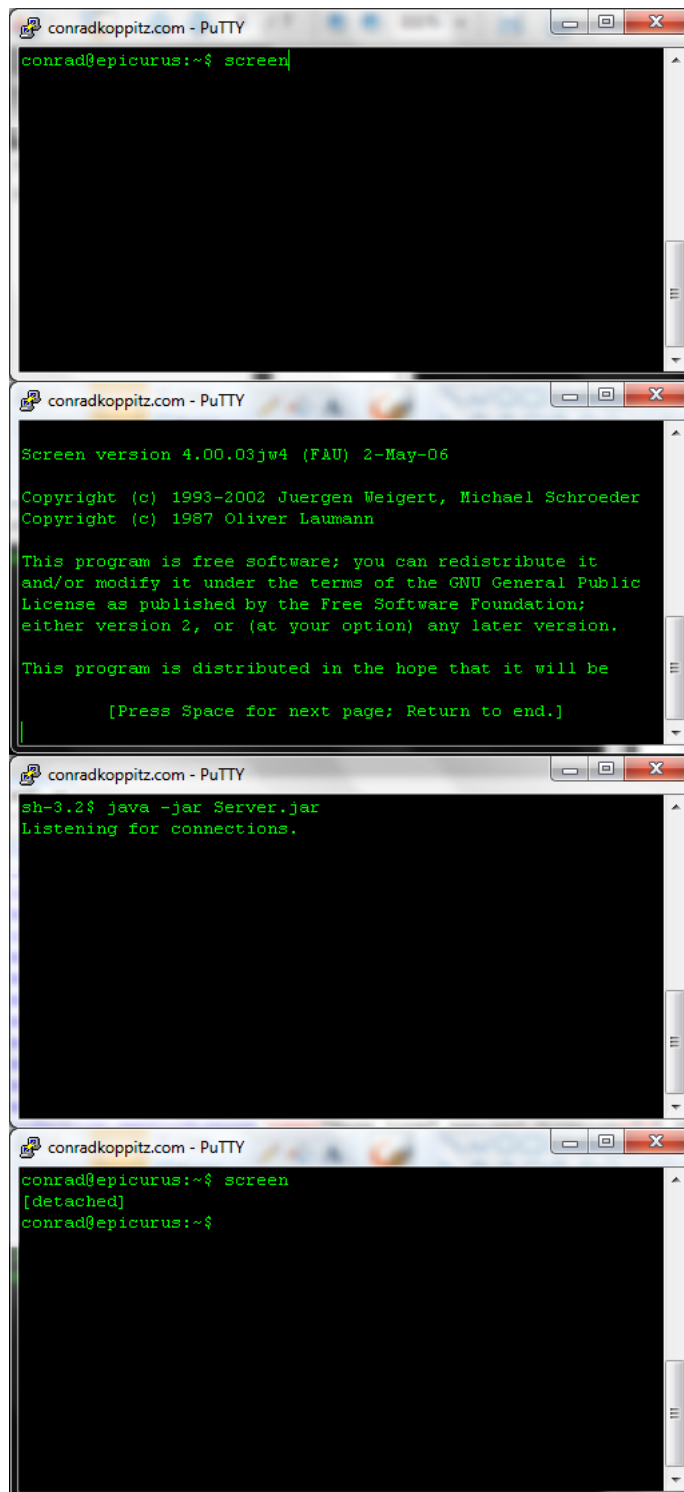 conradkoppitz.com - PuTTY
conrad@epicurus:~$ screen
conradkoppitz.com - PuTTY
Screen version 4.00.03jw4 (FAU) 2-May-06
Copyright (c) 1993-2002 Juergen Weigert, Michael Schroeder
Copyright (c) 1987 Oliver Laumann
This program is free software; you can redistribute it
and/or modify it under the terms of the GNU General Public
License as published by the Free Software Foundation;
either version 2, or (at your option) any later version.
This program is distributed in the hope that it will be
[Press Space for next page; Return to end.]
conradkoppitz.com - PuTTY
sh-3.2$ java -jar Server.jar
Listening for connections.
conradkoppitz.com - PuTTY
conrad@epicurus:~$ screen
[detached]
conrad@epicurus:~$